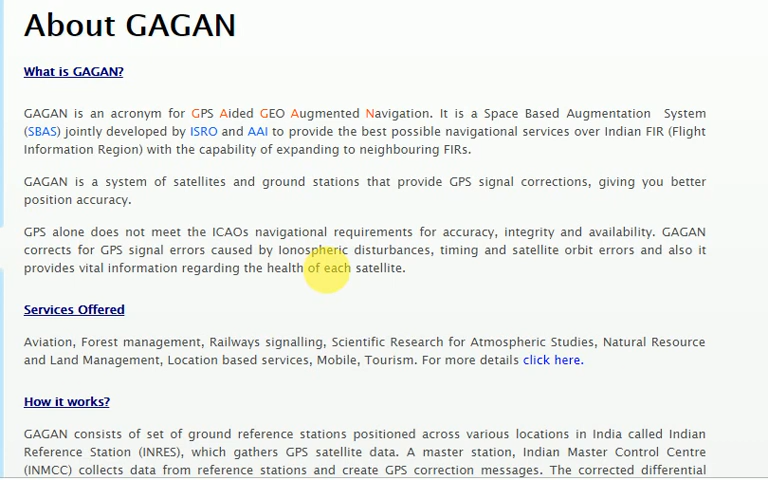 About GAGAN
What is GAGAN?
GAGAN is an acronym for GPS Aided GEO Augmented Navigation. It is a Space Based Augmentation System
(SBAS) jointly developed by ISRO and AAI to provide the best possible navigational services over Indian FIR (Flight
Information Region) with the capability of expanding to neighbouring FIRs.
GAGAN is a system of satellites and ground stations that provide GPS signal corrections, giving you better
position accuracy.
GPS alone does not meet the ICAOs navigational requirements for accuracy, integrity and availability. GAGAN
corrects for GPS signal errors caused by Ionospheric disturbances, timing and satellite orbit errors and also it
provides vital information regarding the health of each satellite.
Services Offered
Aviation, Forest management, Railways signalling, Scientific Research for Atmospheric Studies, Natural Resource
and Land Management, Location based services, Mobile, Tourism. For more details click here.
How it works?
GAGAN consists of set of ground reference stations positioned across various locations in India called Indian
Reference Station (INRES), which gathers GPS satellite data. A master station, Indian Master Control Centre
(INMCC) collects data from reference stations and create GPS correction messages. The corrected differential